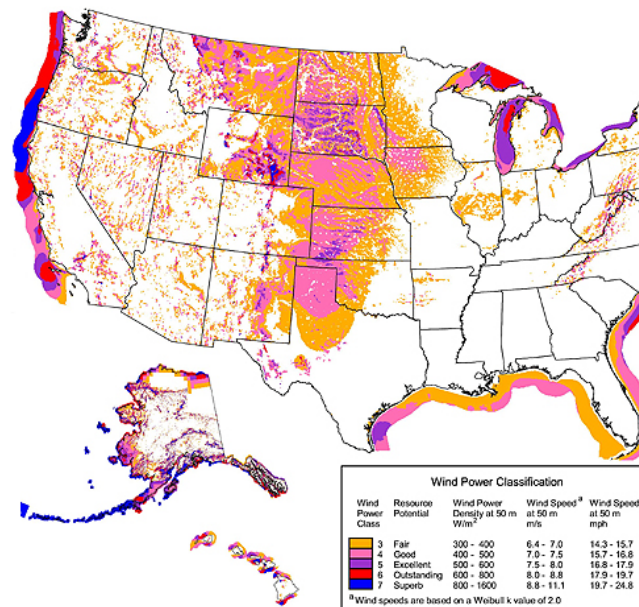 Wind Power Classification
Wind Power Class Resource Potential Wind Power Density at 50 m W/m² Wind Speed a at 50 m m/s Wind Speed at 50 m mph
3 Fair 300 - 400 6.4 - 7.0 14.3 - 15.7
4 Good 400 - 500 7.0 - 7.5 15.7 - 16.8
5 Excellent 500 - 600 7.5 - 8.0 16.8 - 17.9
6 Outstanding 600 - 800 8.0 - 8.8 17.9 - 19.7
7 Superb 800 - 1600 8.8 - 11.1 19.7 - 24.8
a Wind speeds are based on a Weibull k value of 2.0